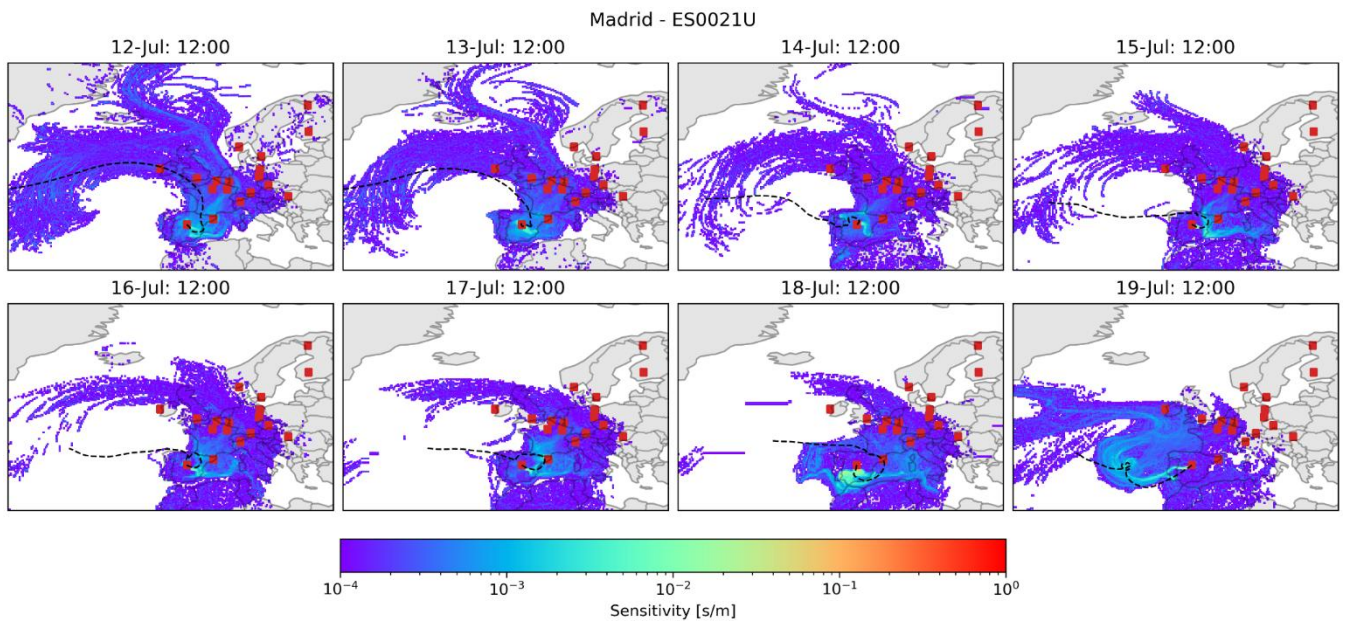 Madrid - ES0021U
12-Jul: 12:00
13-Jul: 12:00
14-Jul: 12:00
15-Jul: 12:00
16-Jul: 12:00
17-Jul: 12:00
18-Jul: 12:00
19-Jul: 12:00
10⁻⁴
10⁻³
10⁻²
10⁻¹
10⁰
Sensitivity [s/m]